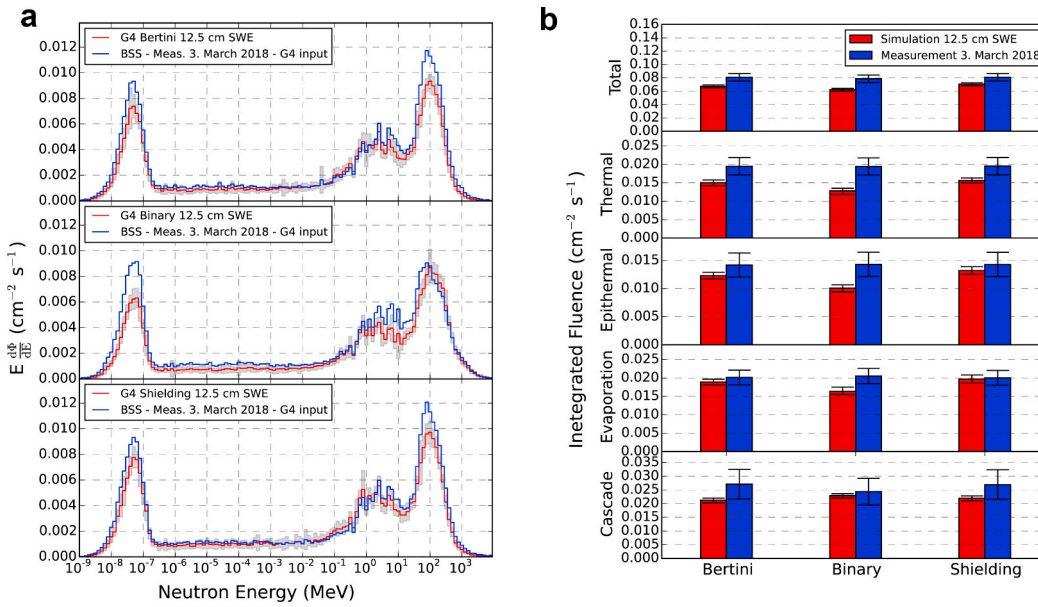 a
G4 Bertini 12.5 cm SWE
BSS - Meas. 3. March 2018 - G4 input
0.012
0.010
0.008
0.006
0.004
0.002
0.000
G4 Binary 12.5 cm SWE
BSS - Meas. 3. March 2018 - G4 input
0.012
0.010
0.008
0.006
0.004
0.002
0.000
G4 Shielding 12.5 cm SWE
BSS - Meas. 3. March 2018 - G4 input
0.012
0.010
0.008
0.006
0.004
0.002
0.000
E dΦ/dE (cm⁻² s⁻¹)
10⁻⁹ 10⁻⁸ 10⁻⁷ 10⁻⁶ 10⁻⁵ 10⁻⁴ 10⁻³ 10⁻² 10⁻¹ 10⁰ 10¹ 10² 10³
Neutron Energy (MeV)
b
Simulation 12.5 cm SWE
Measurement 3. March 2018
Inetegrated Fluence (cm⁻² s⁻¹)
Total
0.16
0.14
0.12
0.10
0.08
0.06
0.04
0.02
0.00
Thermal
0.025
0.020
0.015
0.010
0.005
0.000
Epithermal
0.015
0.010
0.005
0.000
Evaporation
0.025
0.020
0.015
0.010
0.005
0.000
Cascade
0.035
0.030
0.025
0.020
0.015
0.010
0.005
0.000
Bertini
Binary
Shielding